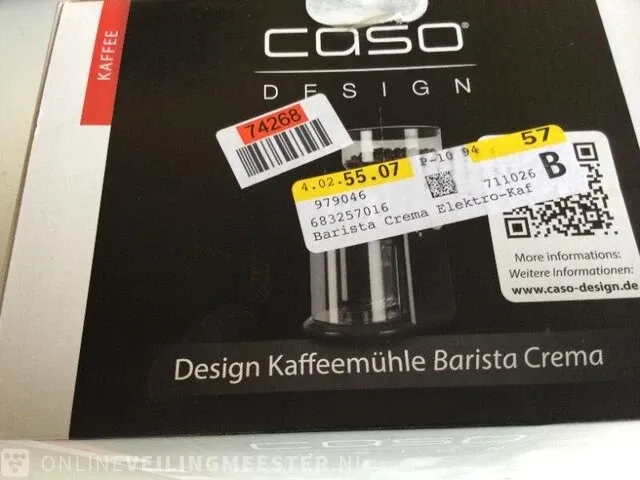 KAFFEE
caso®
DESIGN
74268
4.02.55.07 P-10 94 57
979046 711026 B
683257016
Barista Crema Elektro-Kaf
More informations:
Weitere Informationen:
www.caso-design.de
Design Kaffeemühle Barista Crema
caso
ONLINEVEILINGMEESTER.NL